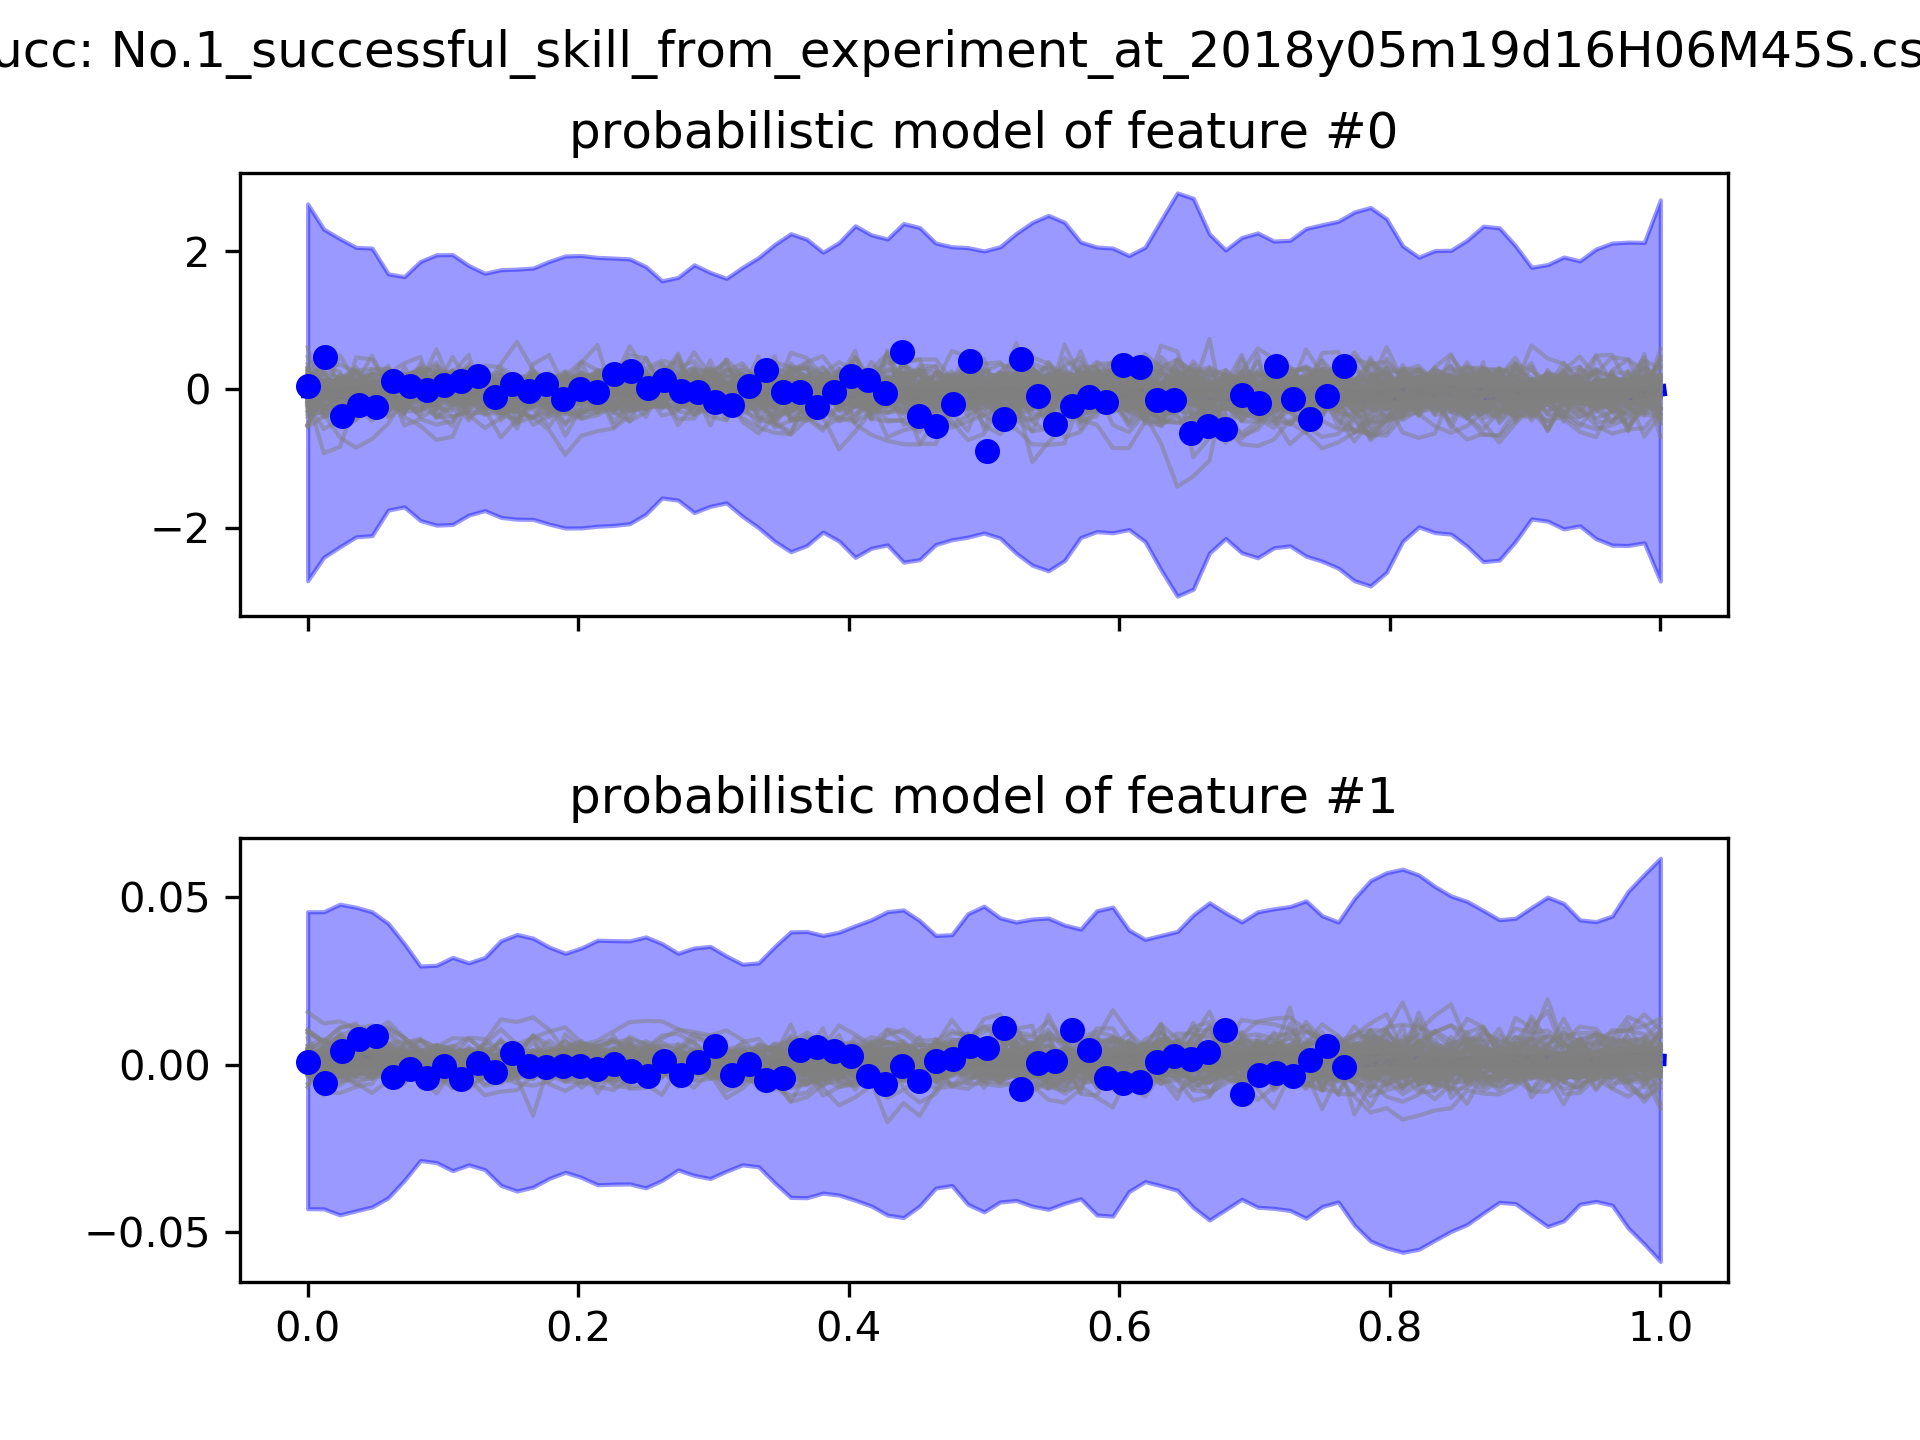 ucc: No.1_successful_skill_from_experiment_at_2018y05m19d16H06M45S.cs
probabilistic model of feature #0
2
0
−2
probabilistic model of feature #1
0.05
0.00
−0.05
0.0 0.2 0.4 0.6 0.8 1.0